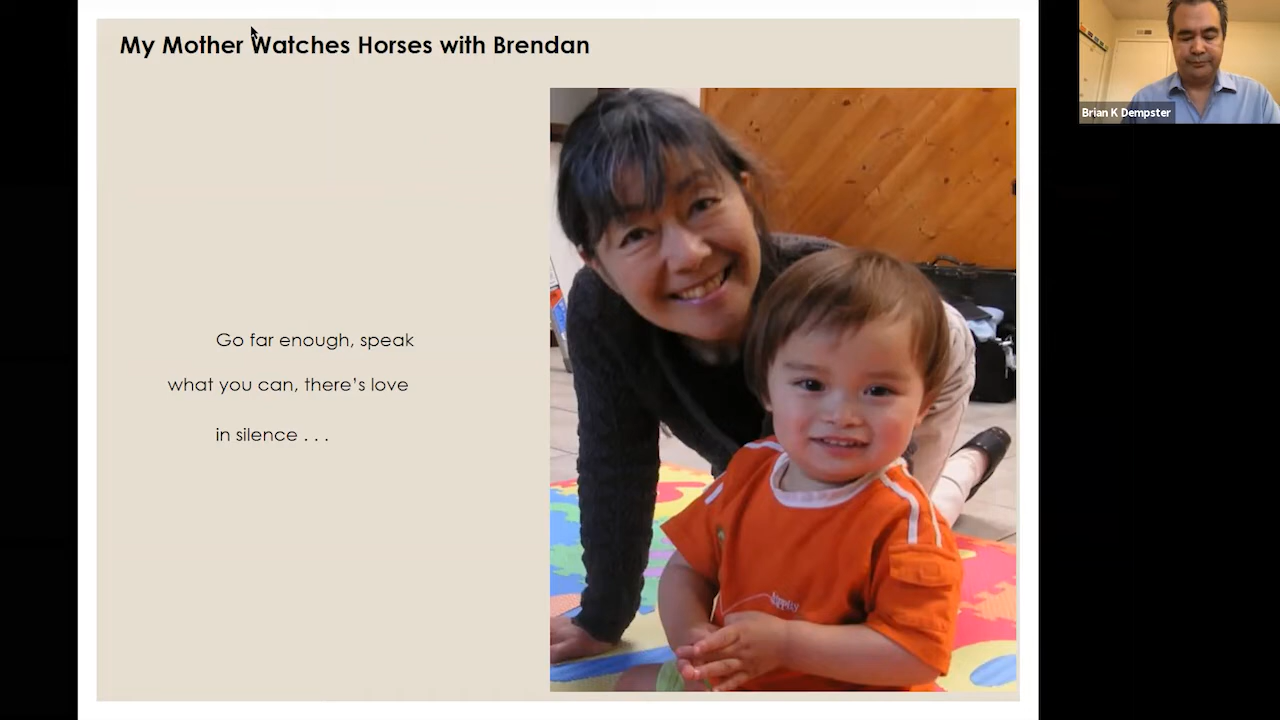 My Mother Watches Horses with Brendan
Brian K Dempster
Go far enough, speak
what you can, there's love
in silence . . .